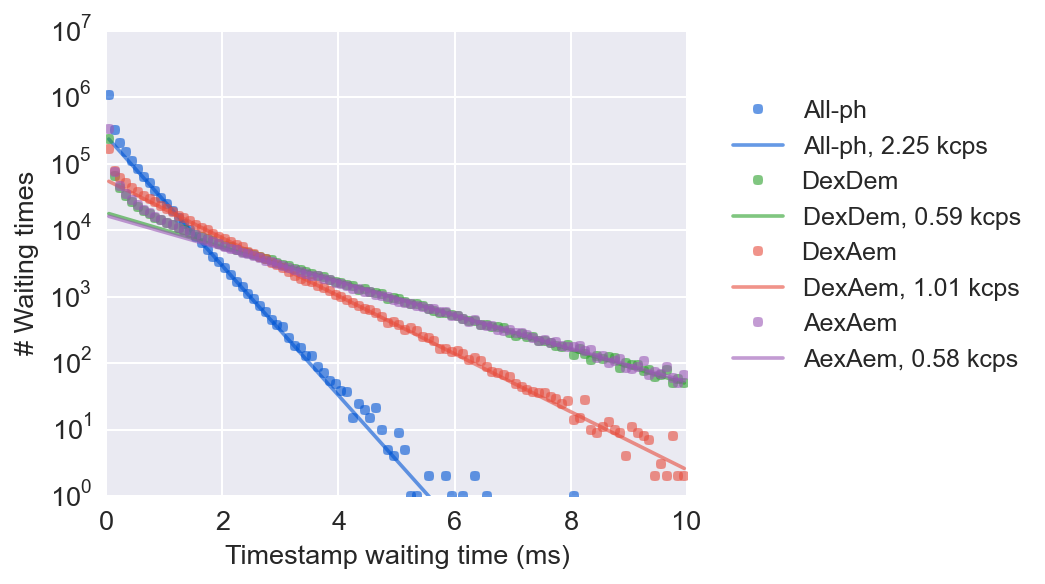 10^7
10^6
10^5
10^4
10^3
10^2
10^1
10^0
# Waiting times
0 2 4 6 8 10
Timestamp waiting time (ms)
All-ph
All-ph, 2.25 kcps
DexDem
DexDem, 0.59 kcps
DexAem
DexAem, 1.01 kcps
AexAem
AexAem, 0.58 kcps